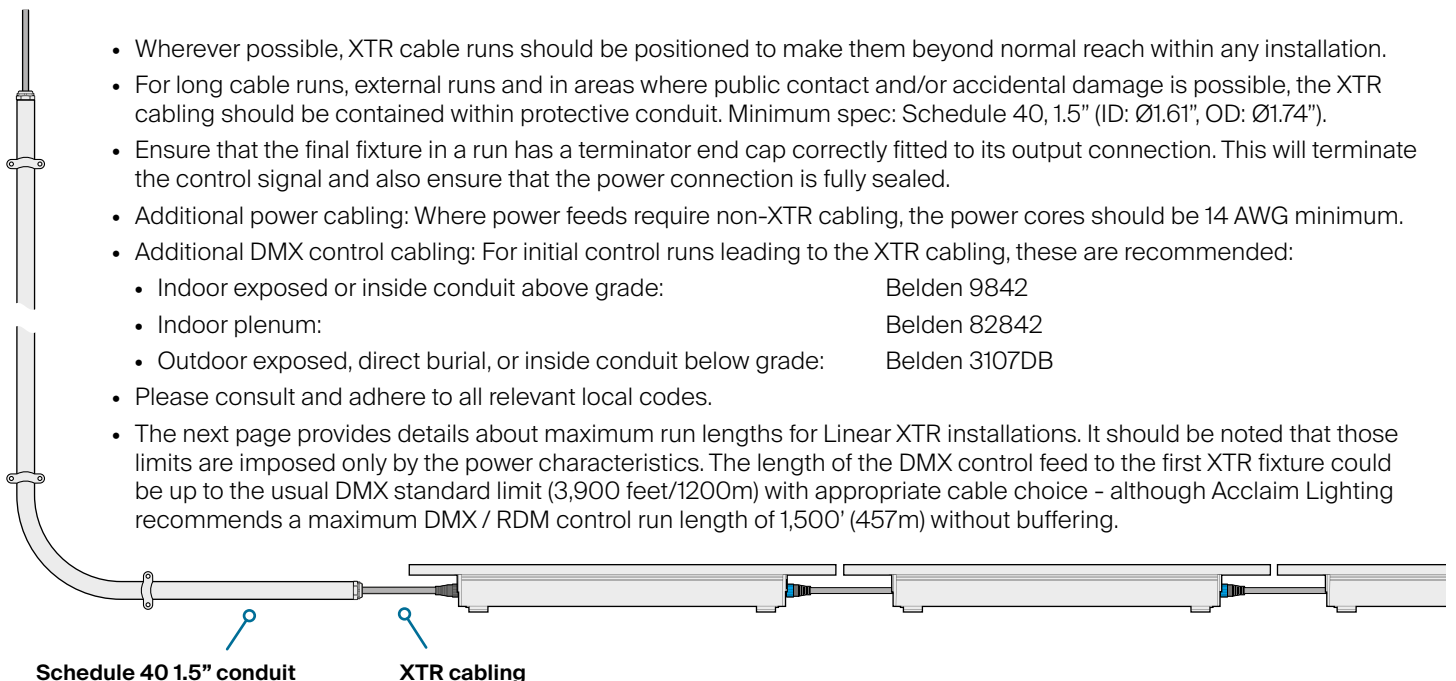 • Wherever possible, XTR cable runs should be positioned to make them beyond normal reach within any installation.
• For long cable runs, external runs and in areas where public contact and/or accidental damage is possible, the XTR
cabling should be contained within protective conduit. Minimum spec: Schedule 40, 1.5” (ID: Ø1.61”, OD: Ø1.74”).
• Ensure that the final fixture in a run has a terminator end cap correctly fitted to its output connection. This will terminate
the control signal and also ensure that the power connection is fully sealed.
• Additional power cabling: Where power feeds require non-XTR cabling, the power cores should be 14 AWG minimum.
• Additional DMX control cabling: For initial control runs leading to the XTR cabling, these are recommended:
• Indoor exposed or inside conduit above grade: Belden 9842
• Indoor plenum: Belden 82842
• Outdoor exposed, direct burial, or inside conduit below grade: Belden 3107DB
• Please consult and adhere to all relevant local codes.
• The next page provides details about maximum run lengths for Linear XTR installations. It should be noted that those
limits are imposed only by the power characteristics. The length of the DMX control feed to the first XTR fixture could
be up to the usual DMX standard limit (3,900 feet/1200m) with appropriate cable choice - although Acclaim Lighting
recommends a maximum DMX / RDM control run length of 1,500’ (457m) without buffering.
Schedule 40 1.5” conduit XTR cabling